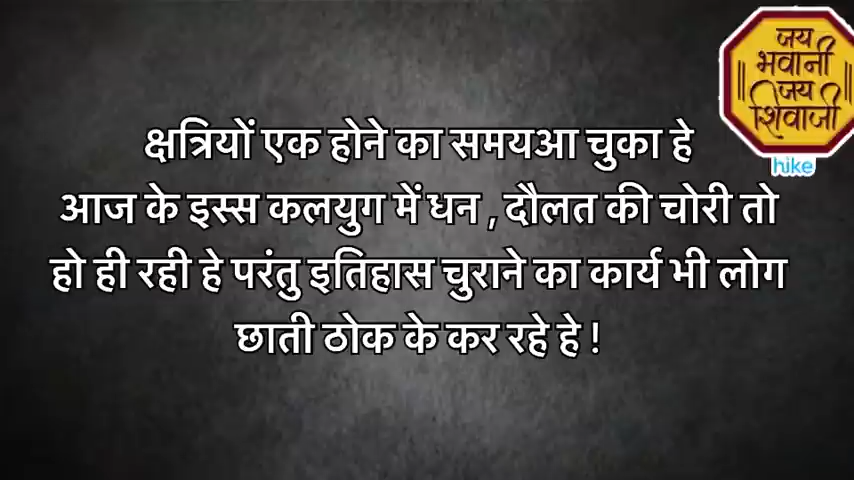 जय
भवानी
जय
शिवाजी
hike
क्षत्रियों एक होने का समयआ चुका हे
आज के इस्स कलयुग में धन , दौलत की चोरी तो
हो ही रही हे परंतु इतिहास चुराने का कार्य भी लोग
छाती ठोक के कर रहे हे !